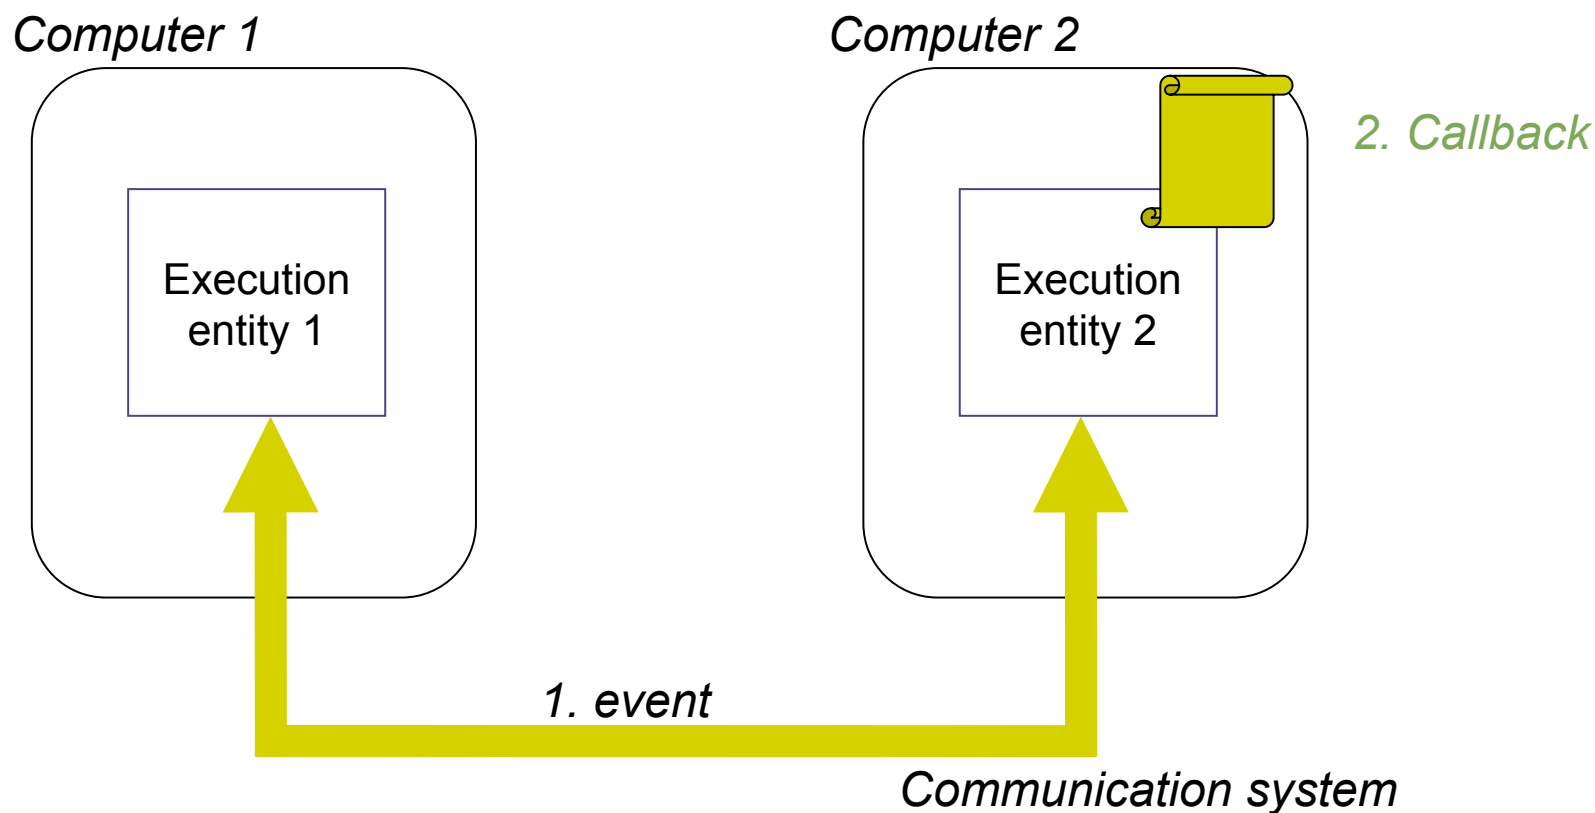 Computer 1
Computer 2
2. Callback
Execution
entity 1
Execution
entity 2
1. event
Communication system